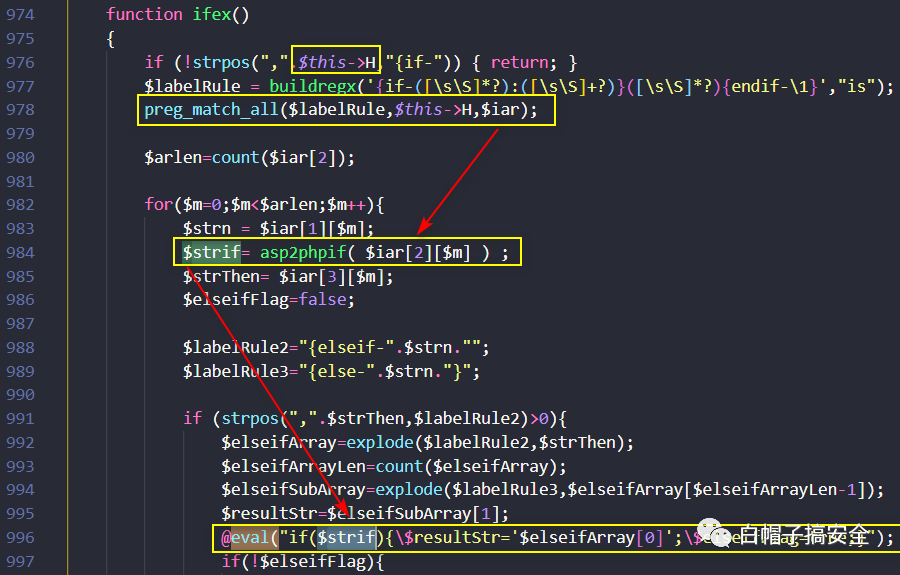 974 function ifex()
975 {
976 if (!strpos(",".$this->H,"{if-")) { return; }
977 $labelRule = buildregx('{if-([\s\S]*?):([\s\S]+?)}([\s\S]*?){endif-\1}',"is");
978 preg_match_all($labelRule,$this->H,$iar);
979
980 $arlen=count($iar[2]);
981
982 for($m=0;$m<$arlen;$m++){
983 $strn = $iar[1][$m];
984 $strif= asp2phpif( $iar[2][$m] ) ;
985 $strThen= $iar[3][$m];
986 $elseifFlag=false;
987
988 $labelRule2="{elseif-".$strn."";
989 $labelRule3="{else-".$strn."}";
990
991 if (strpos(",".$strThen,$labelRule2)>0){
992 $elseifArray=explode($labelRule2,$strThen);
993 $elseifArrayLen=count($elseifArray);
994 $elseifSubArray=explode($labelRule3,$elseifArray[$elseifArrayLen-1]);
995 $resultStr=$elseifSubArray[1];
996 @eval("if($strif){\$resultStr='$elseifArray[0]';\$
997 if(!$elseifFlag){
白帽子搞安全